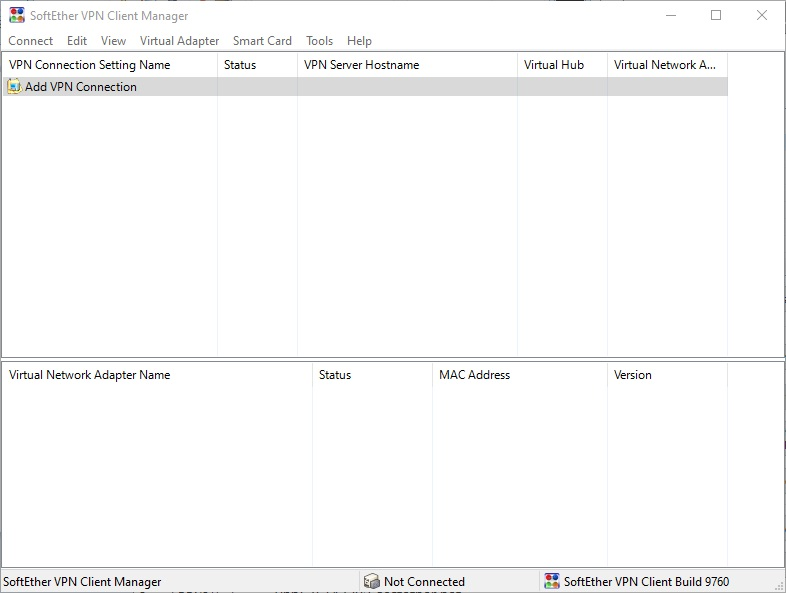 SoftEther VPN Client Manager
Connect Edit View Virtual Adapter Smart Card Tools Help
VPN Connection Setting Name Status VPN Server Hostname Virtual Hub Virtual Network A...
Add VPN Connection
Virtual Network Adapter Name Status MAC Address Version
SoftEther VPN Client Manager Not Connected SoftEther VPN Client Build 9760